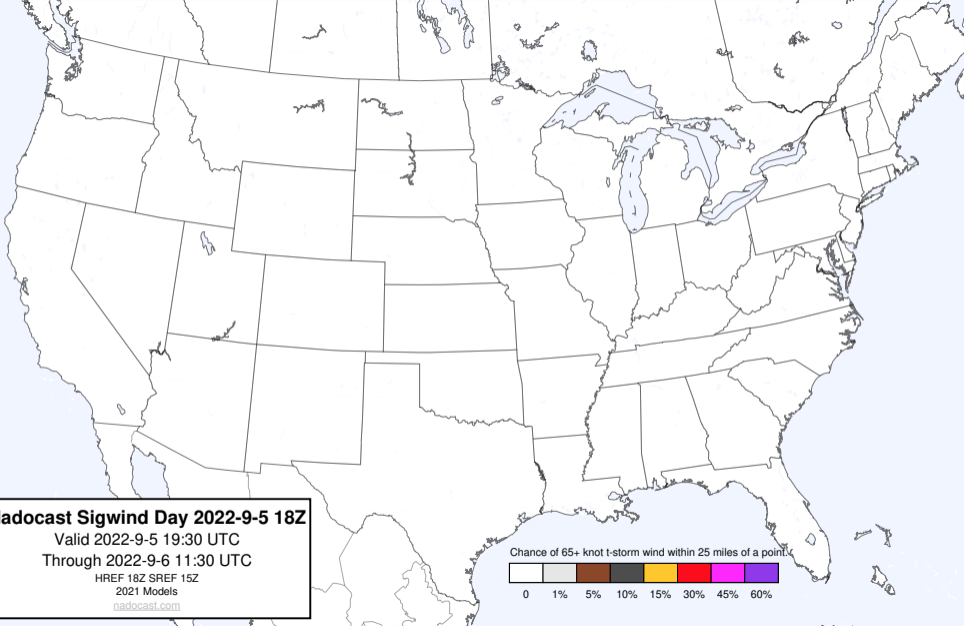 adocast Sigwind Day 2022-9-5 18Z
Valid 2022-9-5 19:30 UTC
Through 2022-9-6 11:30 UTC
HREF 18Z SREF 15Z
2021 Models
nadocast.com
Chance of 65+ knot t-storm wind within 25 miles of a point.
0 1% 5% 10% 15% 30% 45% 60%